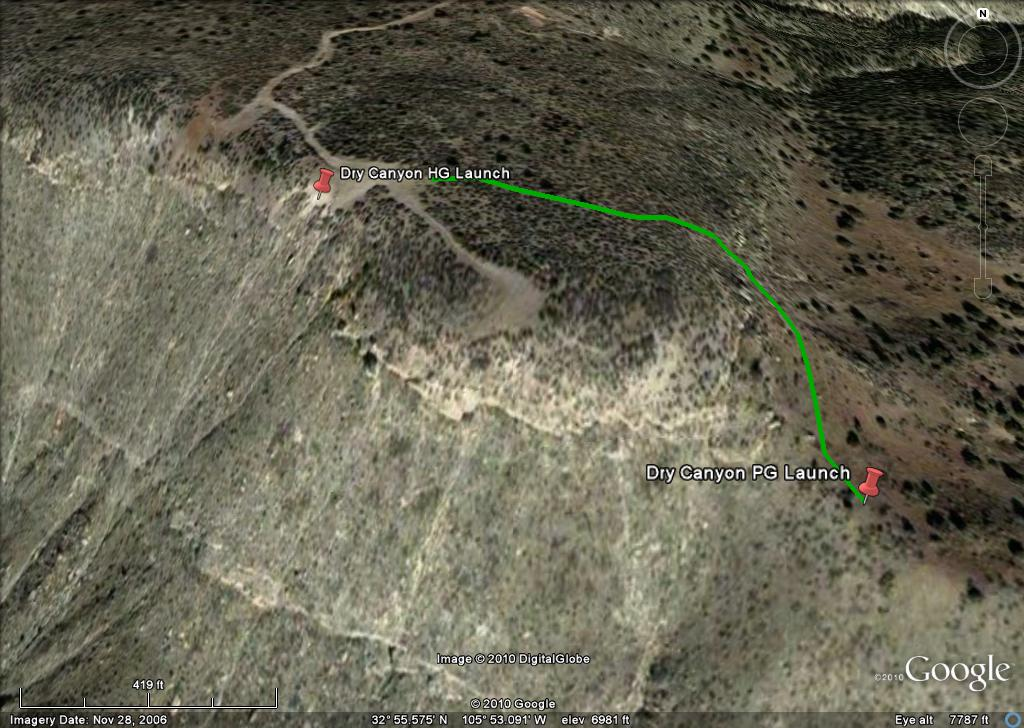 N
Dry Canyon HG Launch
Dry Canyon PG Launch
Image © 2010 DigitalGlobe
©2010 Google
419 ft
© 2010 Google
Imagery Date: Nov 28, 2006 32° 55.575' N 105° 53.091' W elev 6981 ft Eye alt 7787 ft